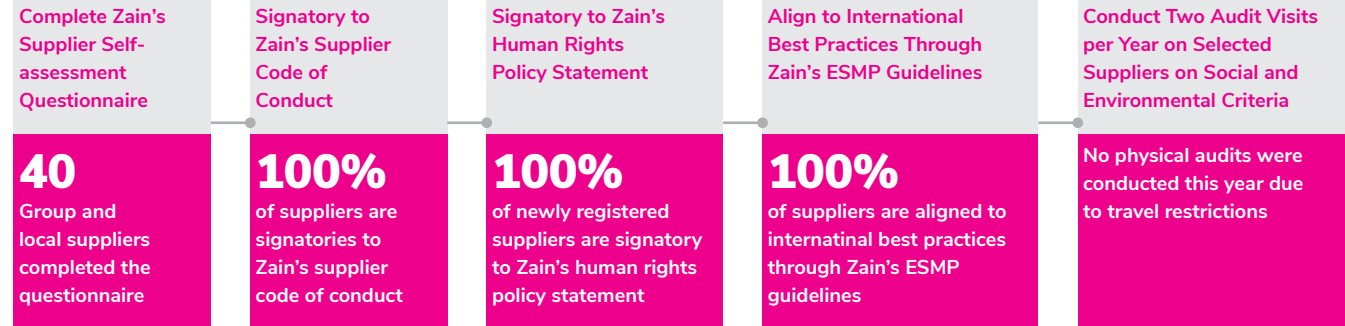 Complete Zain’s
Supplier Self-
assessment
Questionnaire
Signatory to
Zain’s Supplier
Code of
Conduct
Signatory to Zain’s
Human Rights
Policy Statement
Align to International
Best Practices Through
Zain’s ESMP Guidelines
Conduct Two Audit Visits
per Year on Selected
Suppliers on Social and
Environmental Criteria
40
Group and
local suppliers
completed the
questionnaire
100%
of suppliers are
signatories to
Zain’s supplier
code of conduct
100%
of newly registered
suppliers are signatory
to Zain’s human rights
policy statement
100%
of suppliers are aligned to
internatinal best practices
through Zain’s ESMP
guidelines
No physical audits were
conducted this year due
to travel restrictions